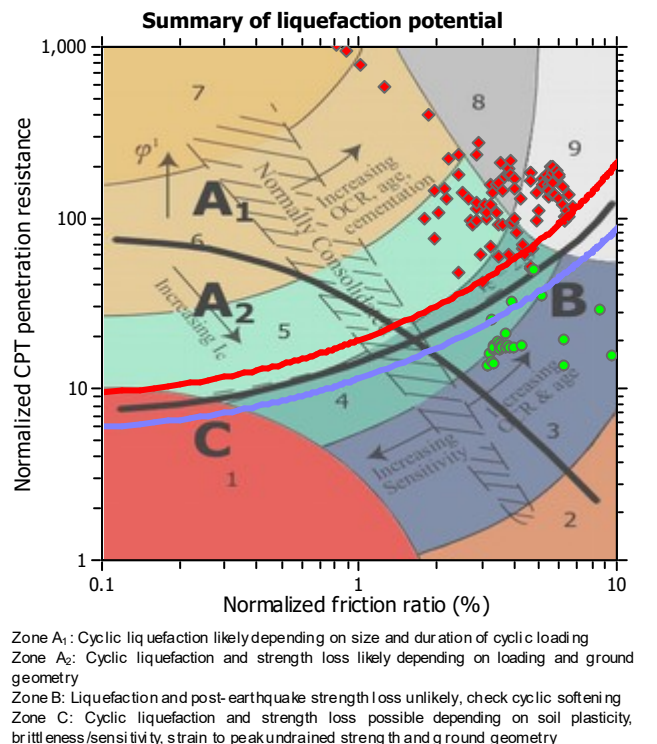 Summary of liquefaction potential
Normalized CPT penetration resistance
1,000
100
10
1
7
8
9
φ'
A1
Normally Consolidated
Increasing
OCR, age,
cementation
6
A2
Increasing Ic
5
B
4
Increasing
OCR & age
C
Increasing
Sensitivity
3
1
2
0.1
1
10
Normalized friction ratio (%)
Zone A1: Cyclic liquefaction likely depending on size and duration of cyclic loading
Zone A2: Cyclic liquefaction and strength loss likely depending on loading and ground
geometry
Zone B: Liquefaction and post-earthquake strength loss unlikely, check cyclic softening
Zone C: Cyclic liquefaction and strength loss possible depending on soil plasticity,
brittleness/sensitivity, strain to peak undrained strength and ground geometry